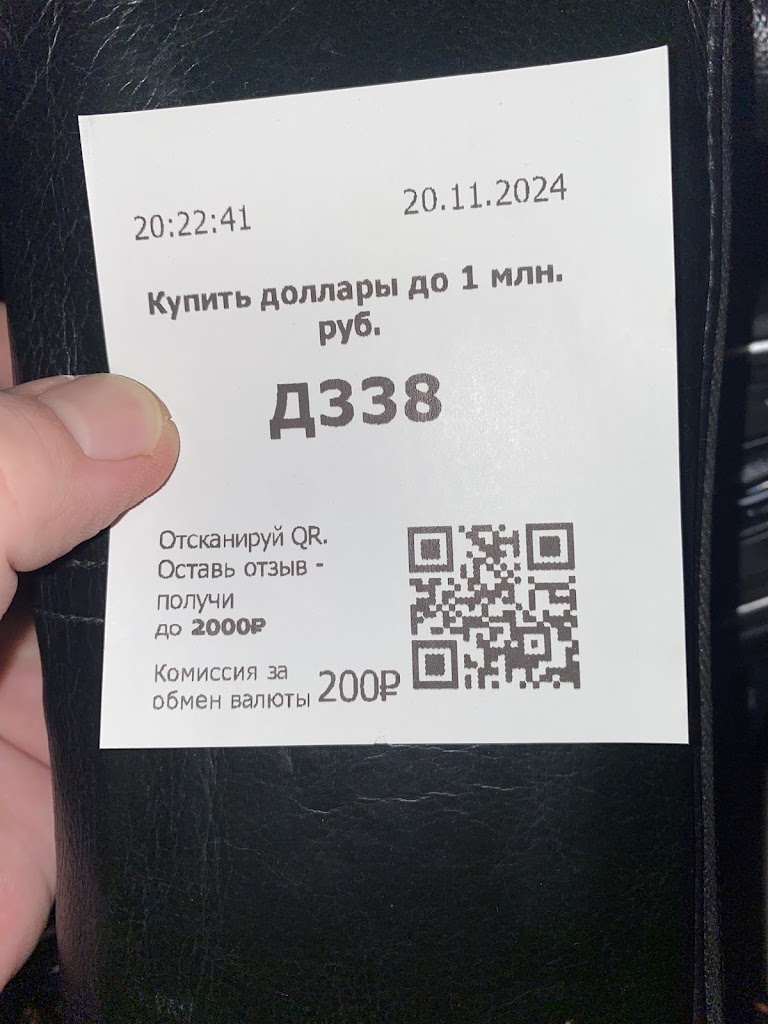 20:22:41 20.11.2024
Купить доллары до 1 млн.
руб.
Д338
Отсканируй QR.
Оставь отзыв -
получи
до 2000₽
Комиссия за
обмен валюты 200₽